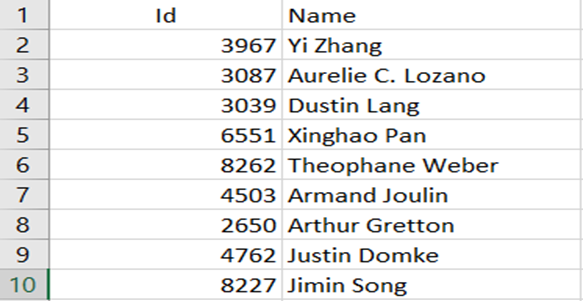 1 Id Name
2 3967 Yi Zhang
3 3087 Aurelie C. Lozano
4 3039 Dustin Lang
5 6551 Xinghao Pan
6 8262 Theophane Weber
7 4503 Armand Joulin
8 2650 Arthur Gretton
9 4762 Justin Domke
10 8227 Jimin Song